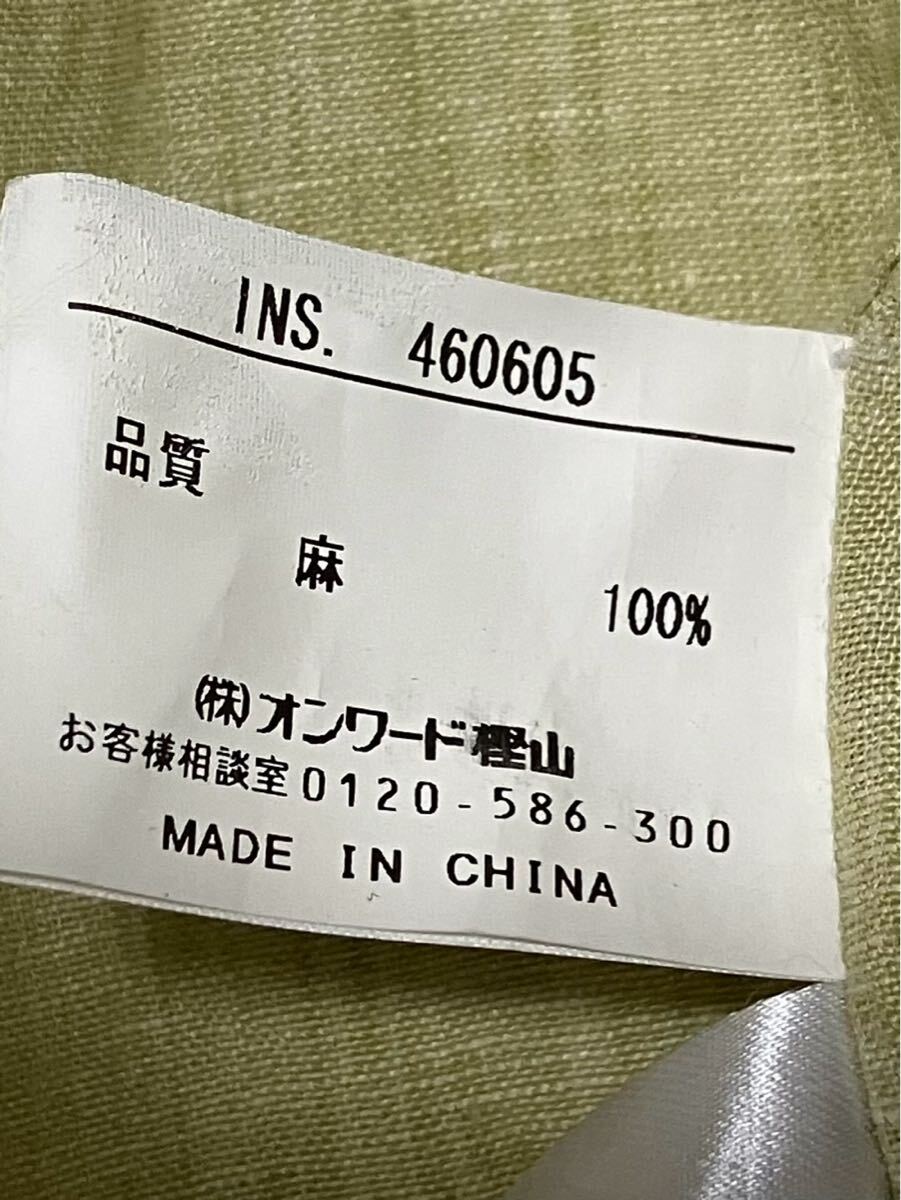 INS. 460605
品質
麻 100%
(株)オンワード樫山
お客様相談室0120-586-300
MADE IN CHINA